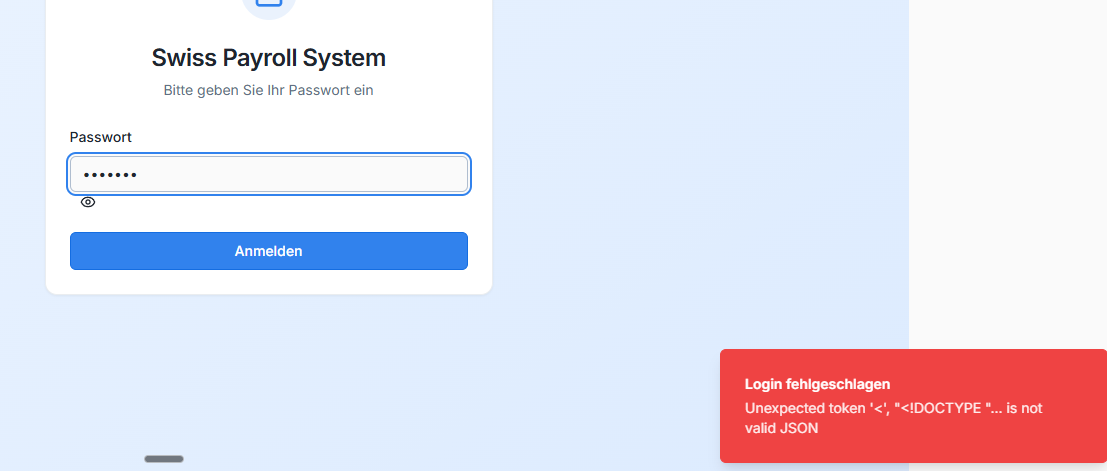 Swiss Payroll System
Bitte geben Sie Ihr Passwort ein
Passwort
•••••••
Anmelden
Login fehlgeschlagen
Unexpected token '<', "<!DOCTYPE "... is not
valid JSON